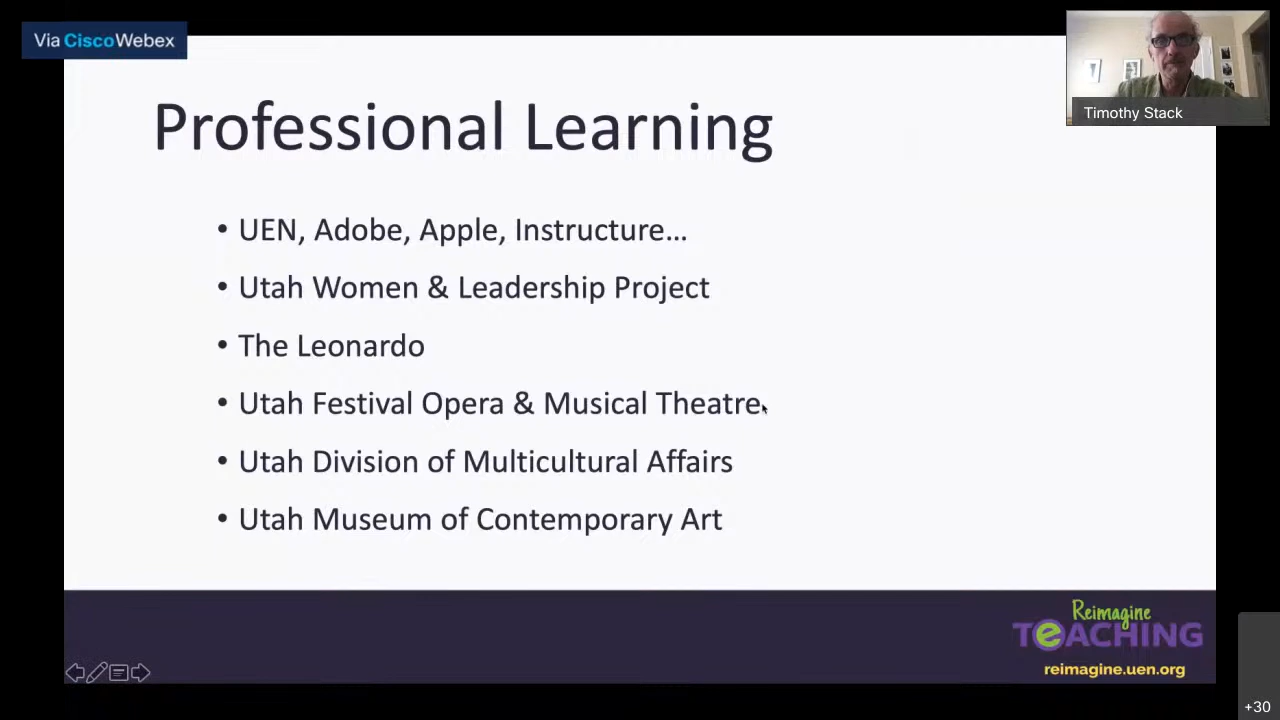 Via CiscoWebex
Timothy Stack
Professional Learning
• UEN, Adobe, Apple, Instructure…
• Utah Women & Leadership Project
• The Leonardo
• Utah Festival Opera & Musical Theatre
• Utah Division of Multicultural Affairs
• Utah Museum of Contemporary Art
Reimagine
TeACHING
reimagine.uen.org
+30